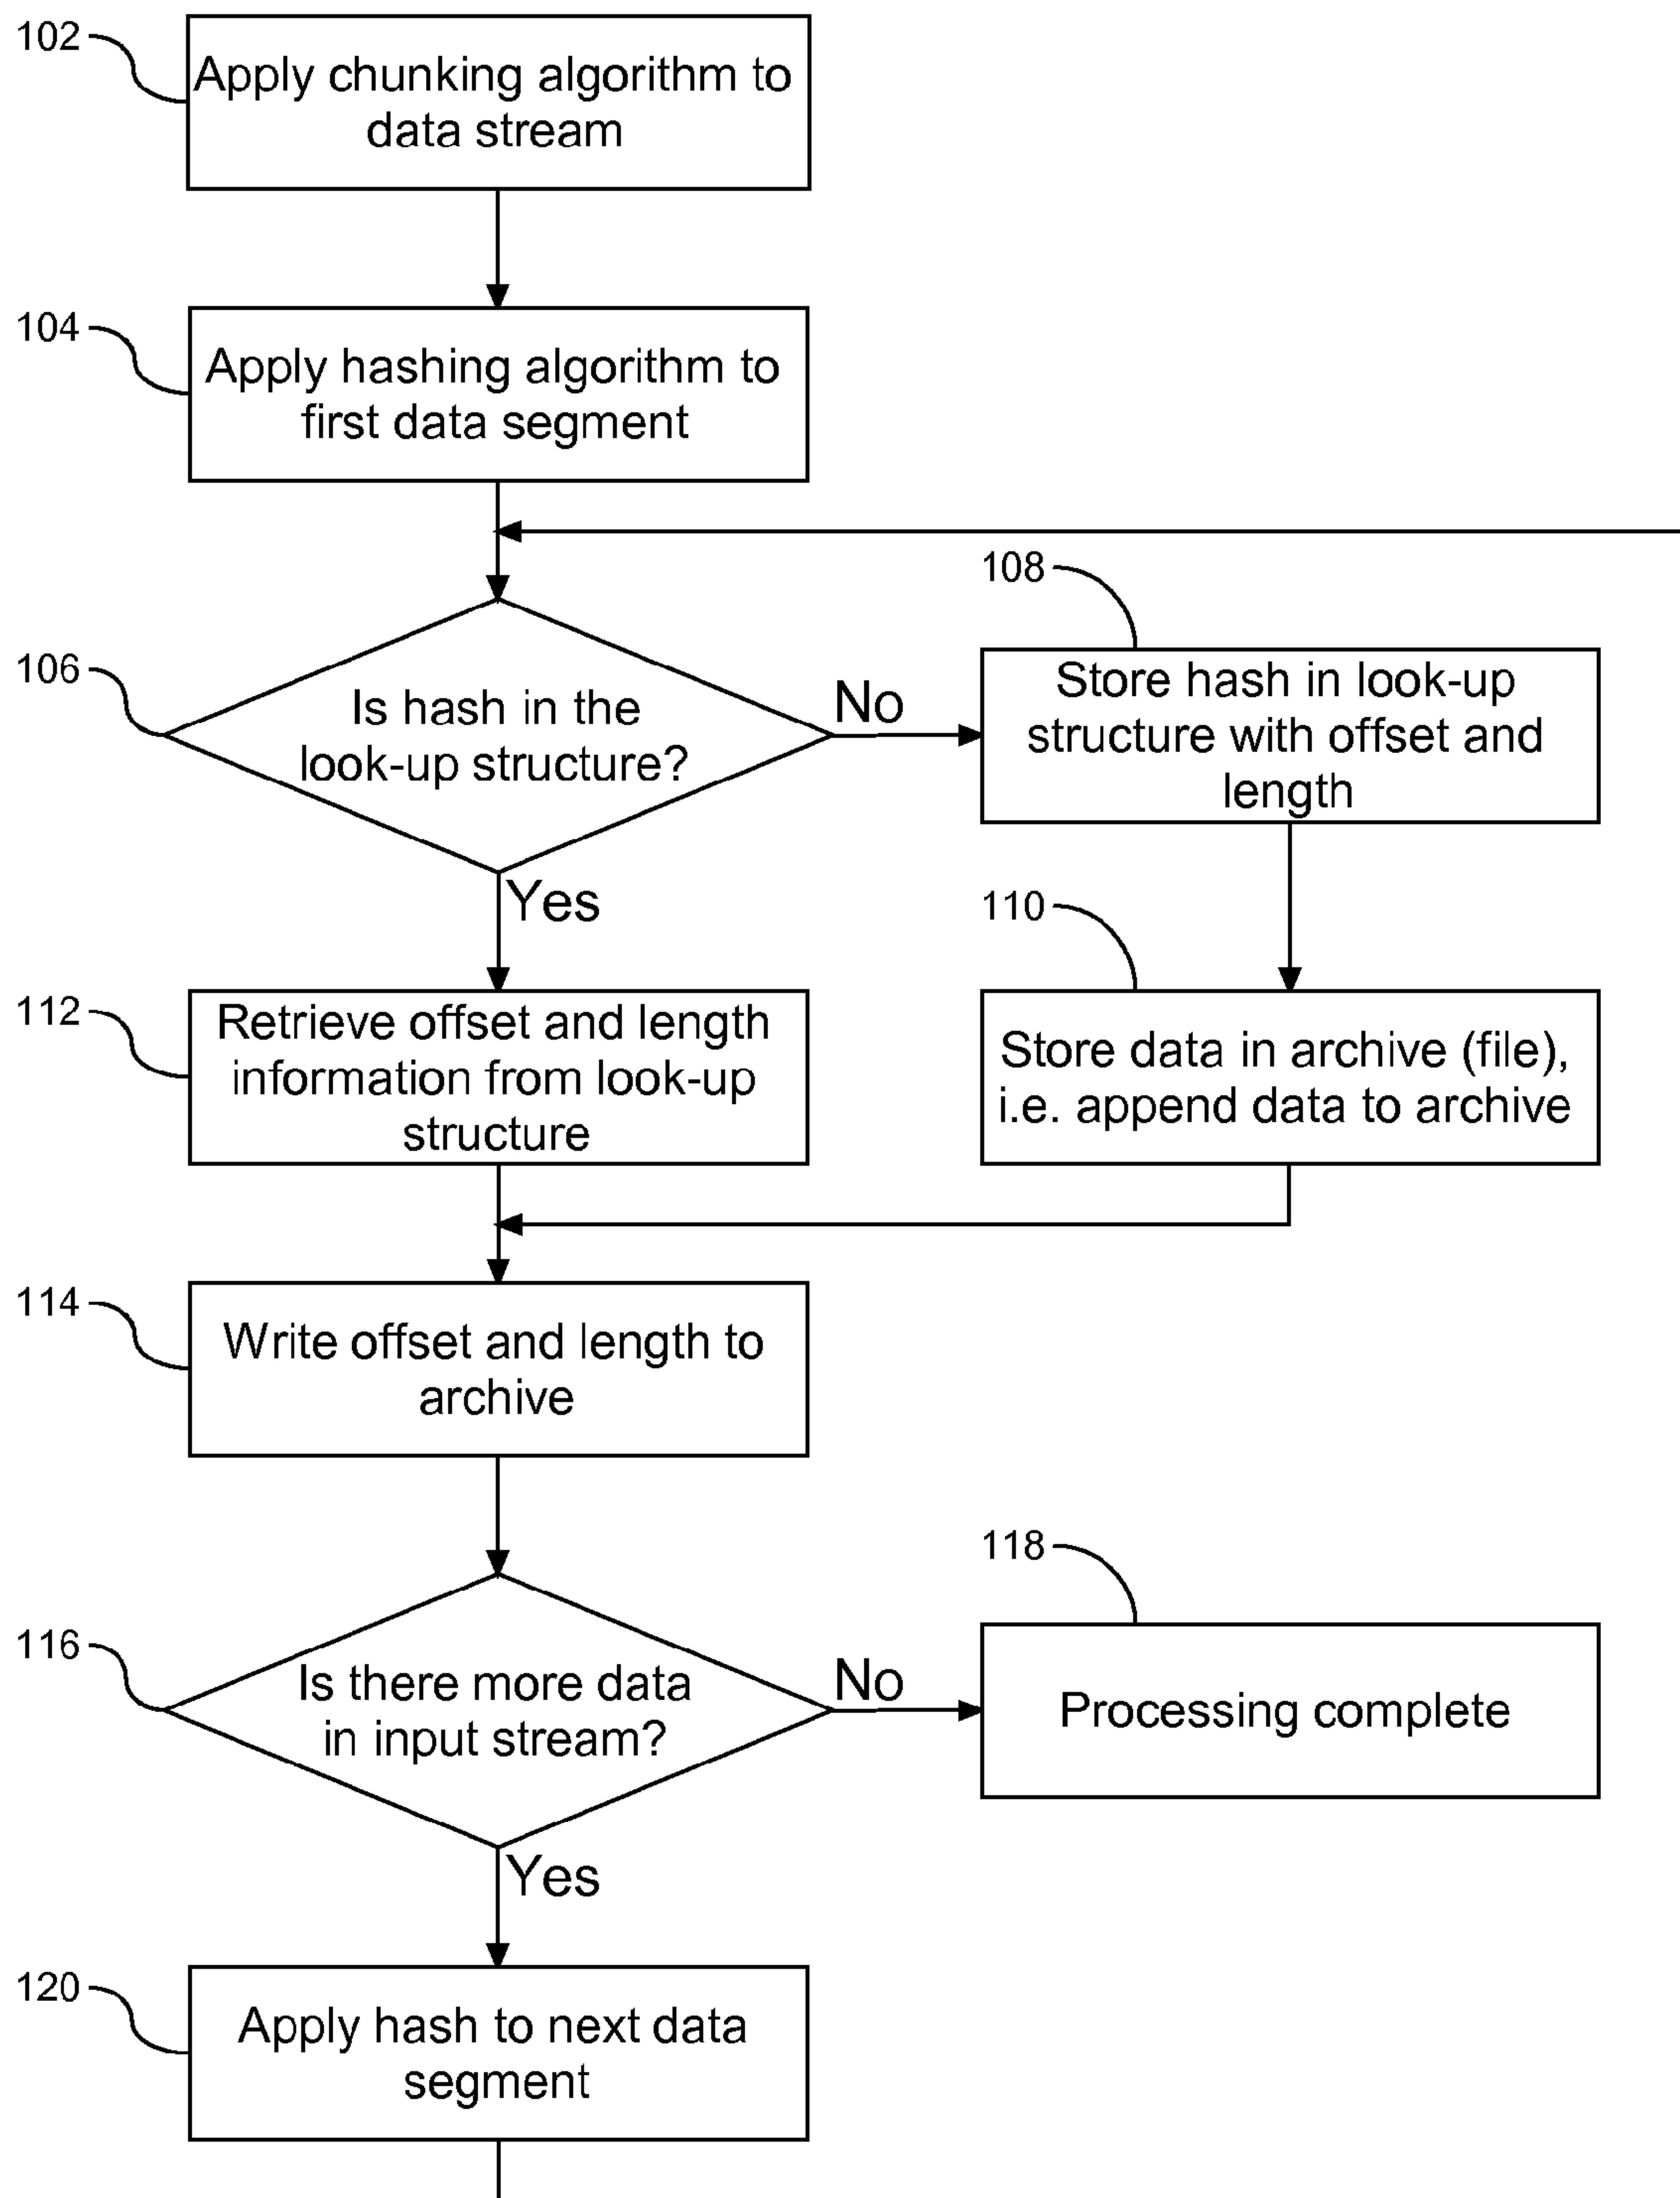 102
Apply chunking algorithm to
data stream
104
Apply hashing algorithm to
first data segment
106
Is hash in the
look-up structure?
No
108
Store hash in look-up
structure with offset and
length
Yes
110
Store data in archive (file),
i.e. append data to archive
112
Retrieve offset and length
information from look-up
structure
114
Write offset and length to
archive
116
Is there more data
in input stream?
No
118
Processing complete
Yes
120
Apply hash to next data
segment